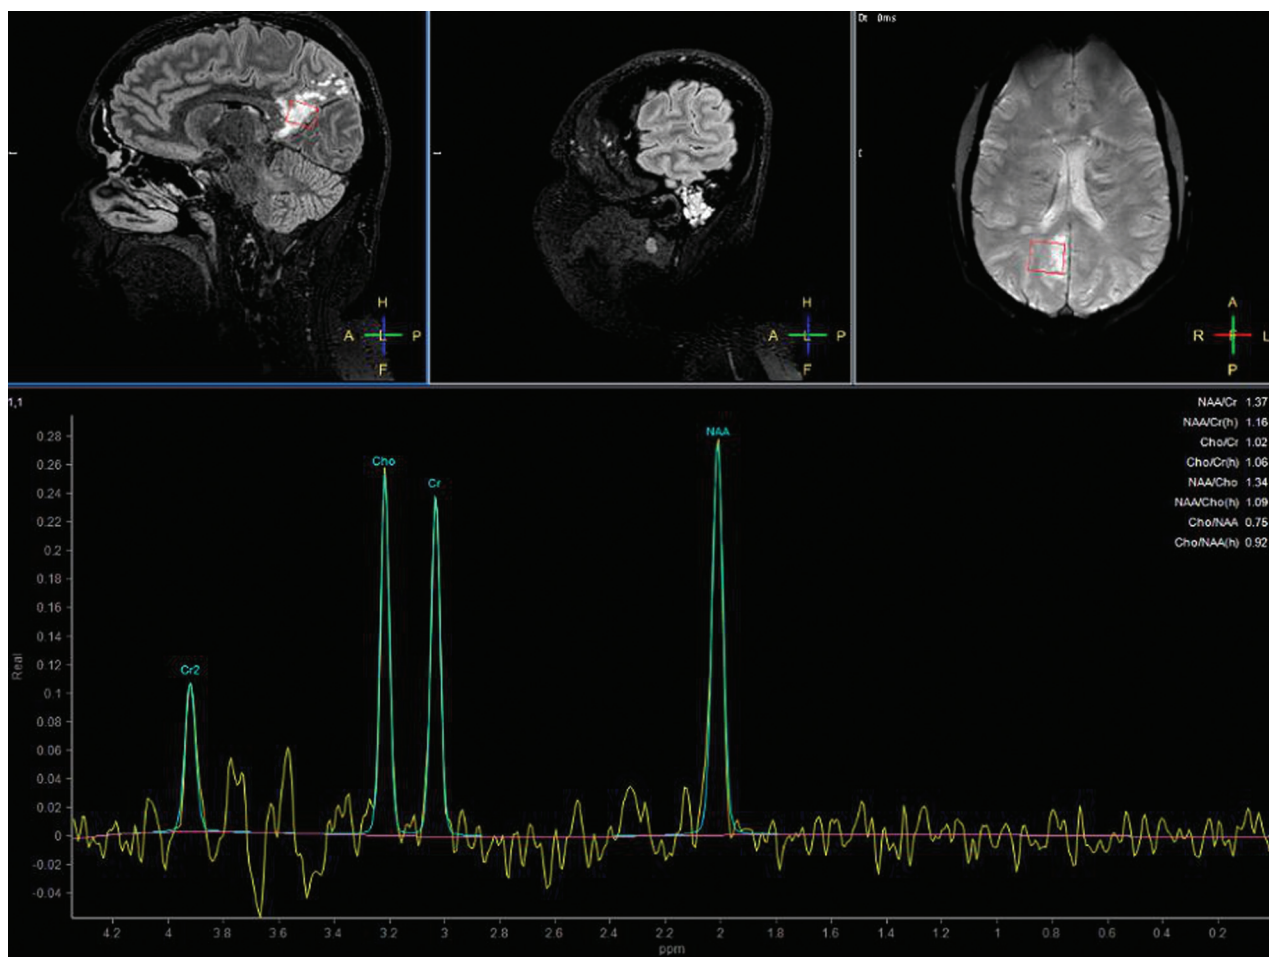 Dt 0ms
H
A L P
F
H
A L P
F
A
R F L
P
1,1
NAA/Cr 1.37
NAA/Cr(h) 1.16
Cho/Cr 1.02
Cho/Cr(h) 1.06
NAA/Cho 1.34
NAA/Cho(h) 1.09
Cho/NAA 0.75
Cho/NAA(h) 0.92
NAA
Cho
Cr
Cr2
0.28
0.26
0.24
0.22
0.2
0.18
0.16
0.14
0.12
0.1
0.08
0.06
0.04
0.02
0
-0.02
-0.04
Real
4.2 4 3.8 3.6 3.4 3.2 3 2.8 2.6 2.4 2.2 2 1.8 1.6 1.4 1.2 1 0.8 0.6 0.4 0.2
ppm